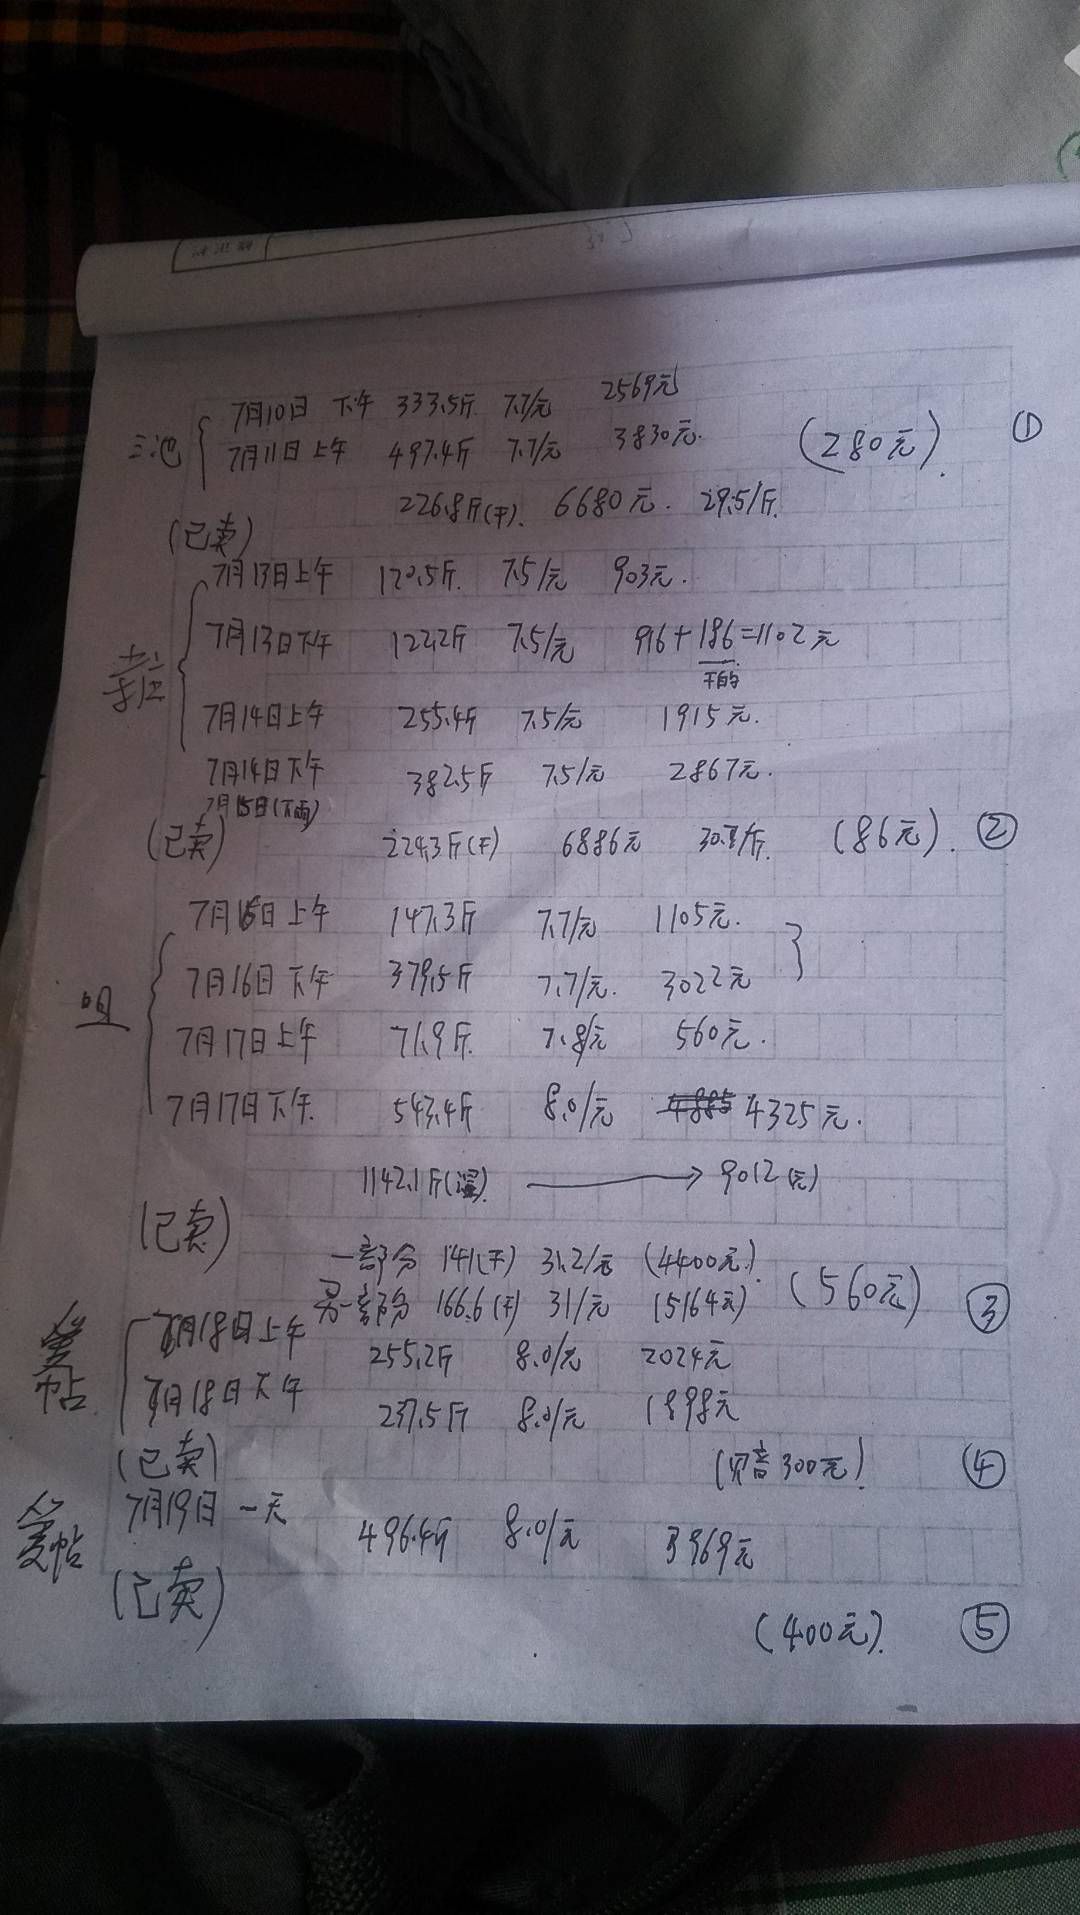 7月10日 下午 333.5斤 7.7/元 2569元
三池 7月11日上午 497.4斤 7.7/元 3830元. (280元). ①
226.8斤(干). 6680元. 29.5/斤.
(已卖)
7月13日上午 120.5斤. 7.5/元 903元.
7月13日下午 122.2斤 7.5/元 916+186=1102元
干的
7月14日上午 255.4斤 7.5/元 1915元.
7月14日下午 382.5斤 7.5/元 2867元.
7月15日(下雨)
(已卖) 224.3斤(干) 6886元 30.7/斤. (86元). ②
7月16日上午 147.3斤 7.7/元 1105元.
7月16日下午 379.5斤 7.7/元. 3022元
7月17日上午 71.9斤. 7.8/元 560元.
7月17日下午. 543.4斤 8.0/元 4885 4325元.
1142.1斤(湿). → 9012(元)
(已卖)
一部分 141(干) 31.2/元 (4400元).
另一部分 166.6(干) 31/元 (5164元) (560元) ③
7月18日上午 255.2斤 8.0/元 2024元
7月18日下午 237.5斤 8.0/元 1898元
(已卖) 300元) ④
7月19日 一天 496.4斤 8.0/元 3969元
(已卖)
(400元). ⑤